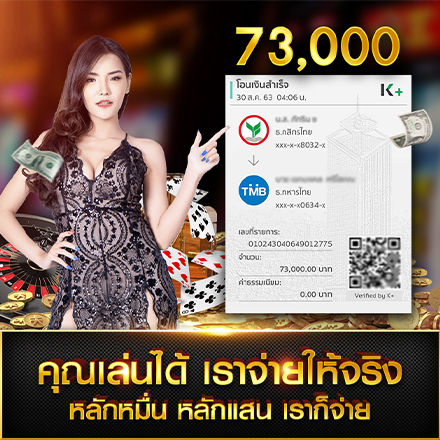 73,000
โอนเงินสำเร็จ
30 ส.ค. 63 04:06 น.
K+
ธ.กสิกรไทย
xxx-x-x8032-x
TMB
ธ.ทหารไทย
xxx-x-x0634-x
เลขที่รายการ:
010243040649012775
จำนวน:
73,000.00 บาท
ค่าธรรมเนียม:
0.00 บาท
Verified by K+
คุณเล่นได้ เราจ่ายให้จริง
หลักหมื่น หลักแสน เราก็จ่าย